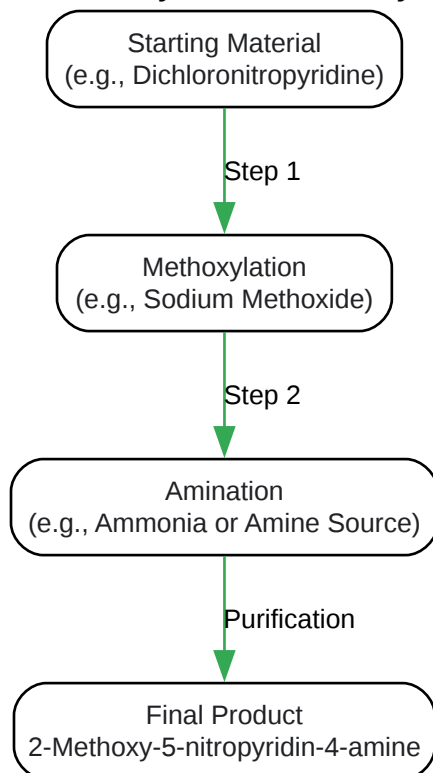 Starting Material
(e.g., Dichloronitropyridine)
Step 1
Methoxylation
(e.g., Sodium Methoxide)
Step 2
Amination
(e.g., Ammonia or Amine Source)
Purification
Final Product
2-Methoxy-5-nitropyridin-4-amine